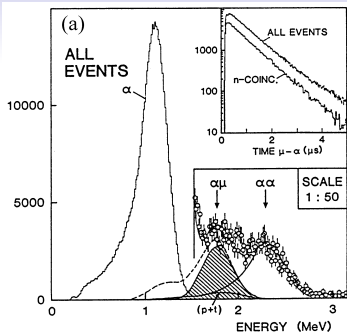 (a)
ALL
EVENTS
α
10000
5000
0
0
1
2
3
ENERGY (MeV)
1000
100
10
ALL EVENTS
n-COINC.
0
2
4
TIME μ-α (μs)
αμ
αα
SCALE
1 : 50
(p+t)